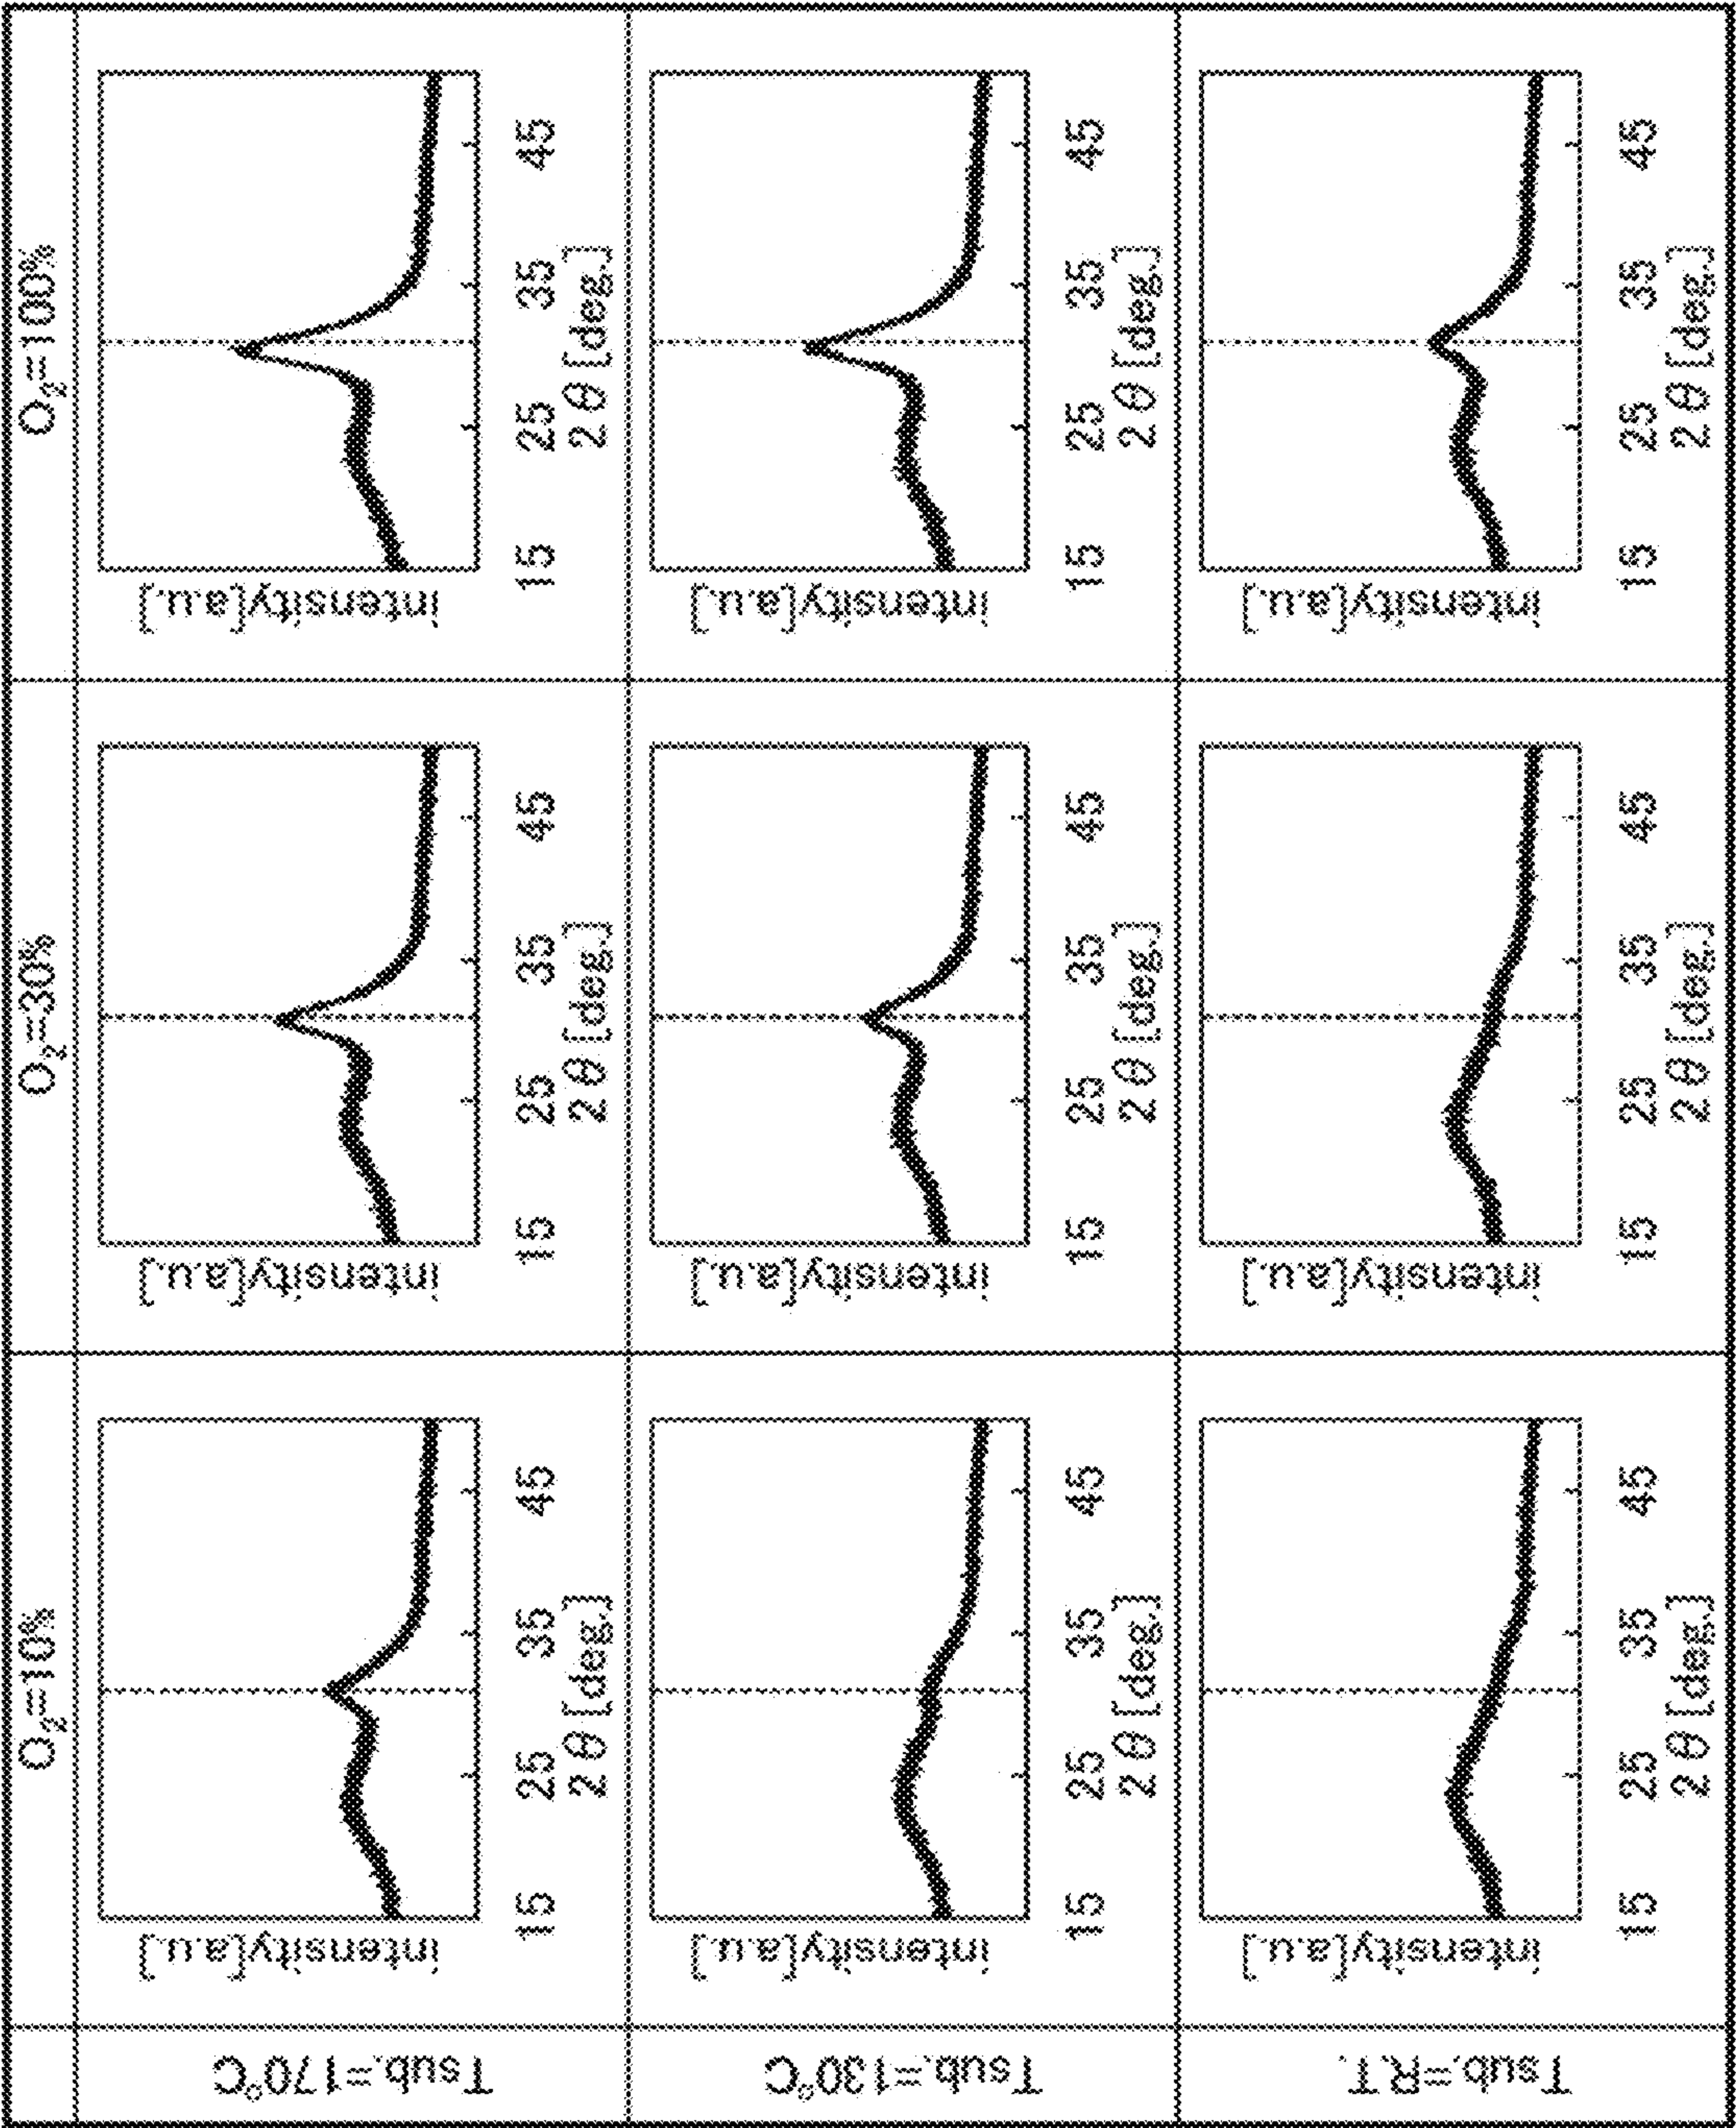 O2=10%
O2=30%
O2=100%
Tsub.=170°C
intensity[a.u.]
15 25 35 45
2θ[deg.]
intensity[a.u.]
15 25 35 45
2θ[deg.]
intensity[a.u.]
15 25 35 45
2θ[deg.]
Tsub.=130°C
intensity[a.u.]
15 25 35 45
2θ[deg.]
intensity[a.u.]
15 25 35 45
2θ[deg.]
intensity[a.u.]
15 25 35 45
2θ[deg.]
Tsub.=R.T.
intensity[a.u.]
15 25 35 45
2θ[deg.]
intensity[a.u.]
15 25 35 45
2θ[deg.]
intensity[a.u.]
15 25 35 45
2θ[deg.]